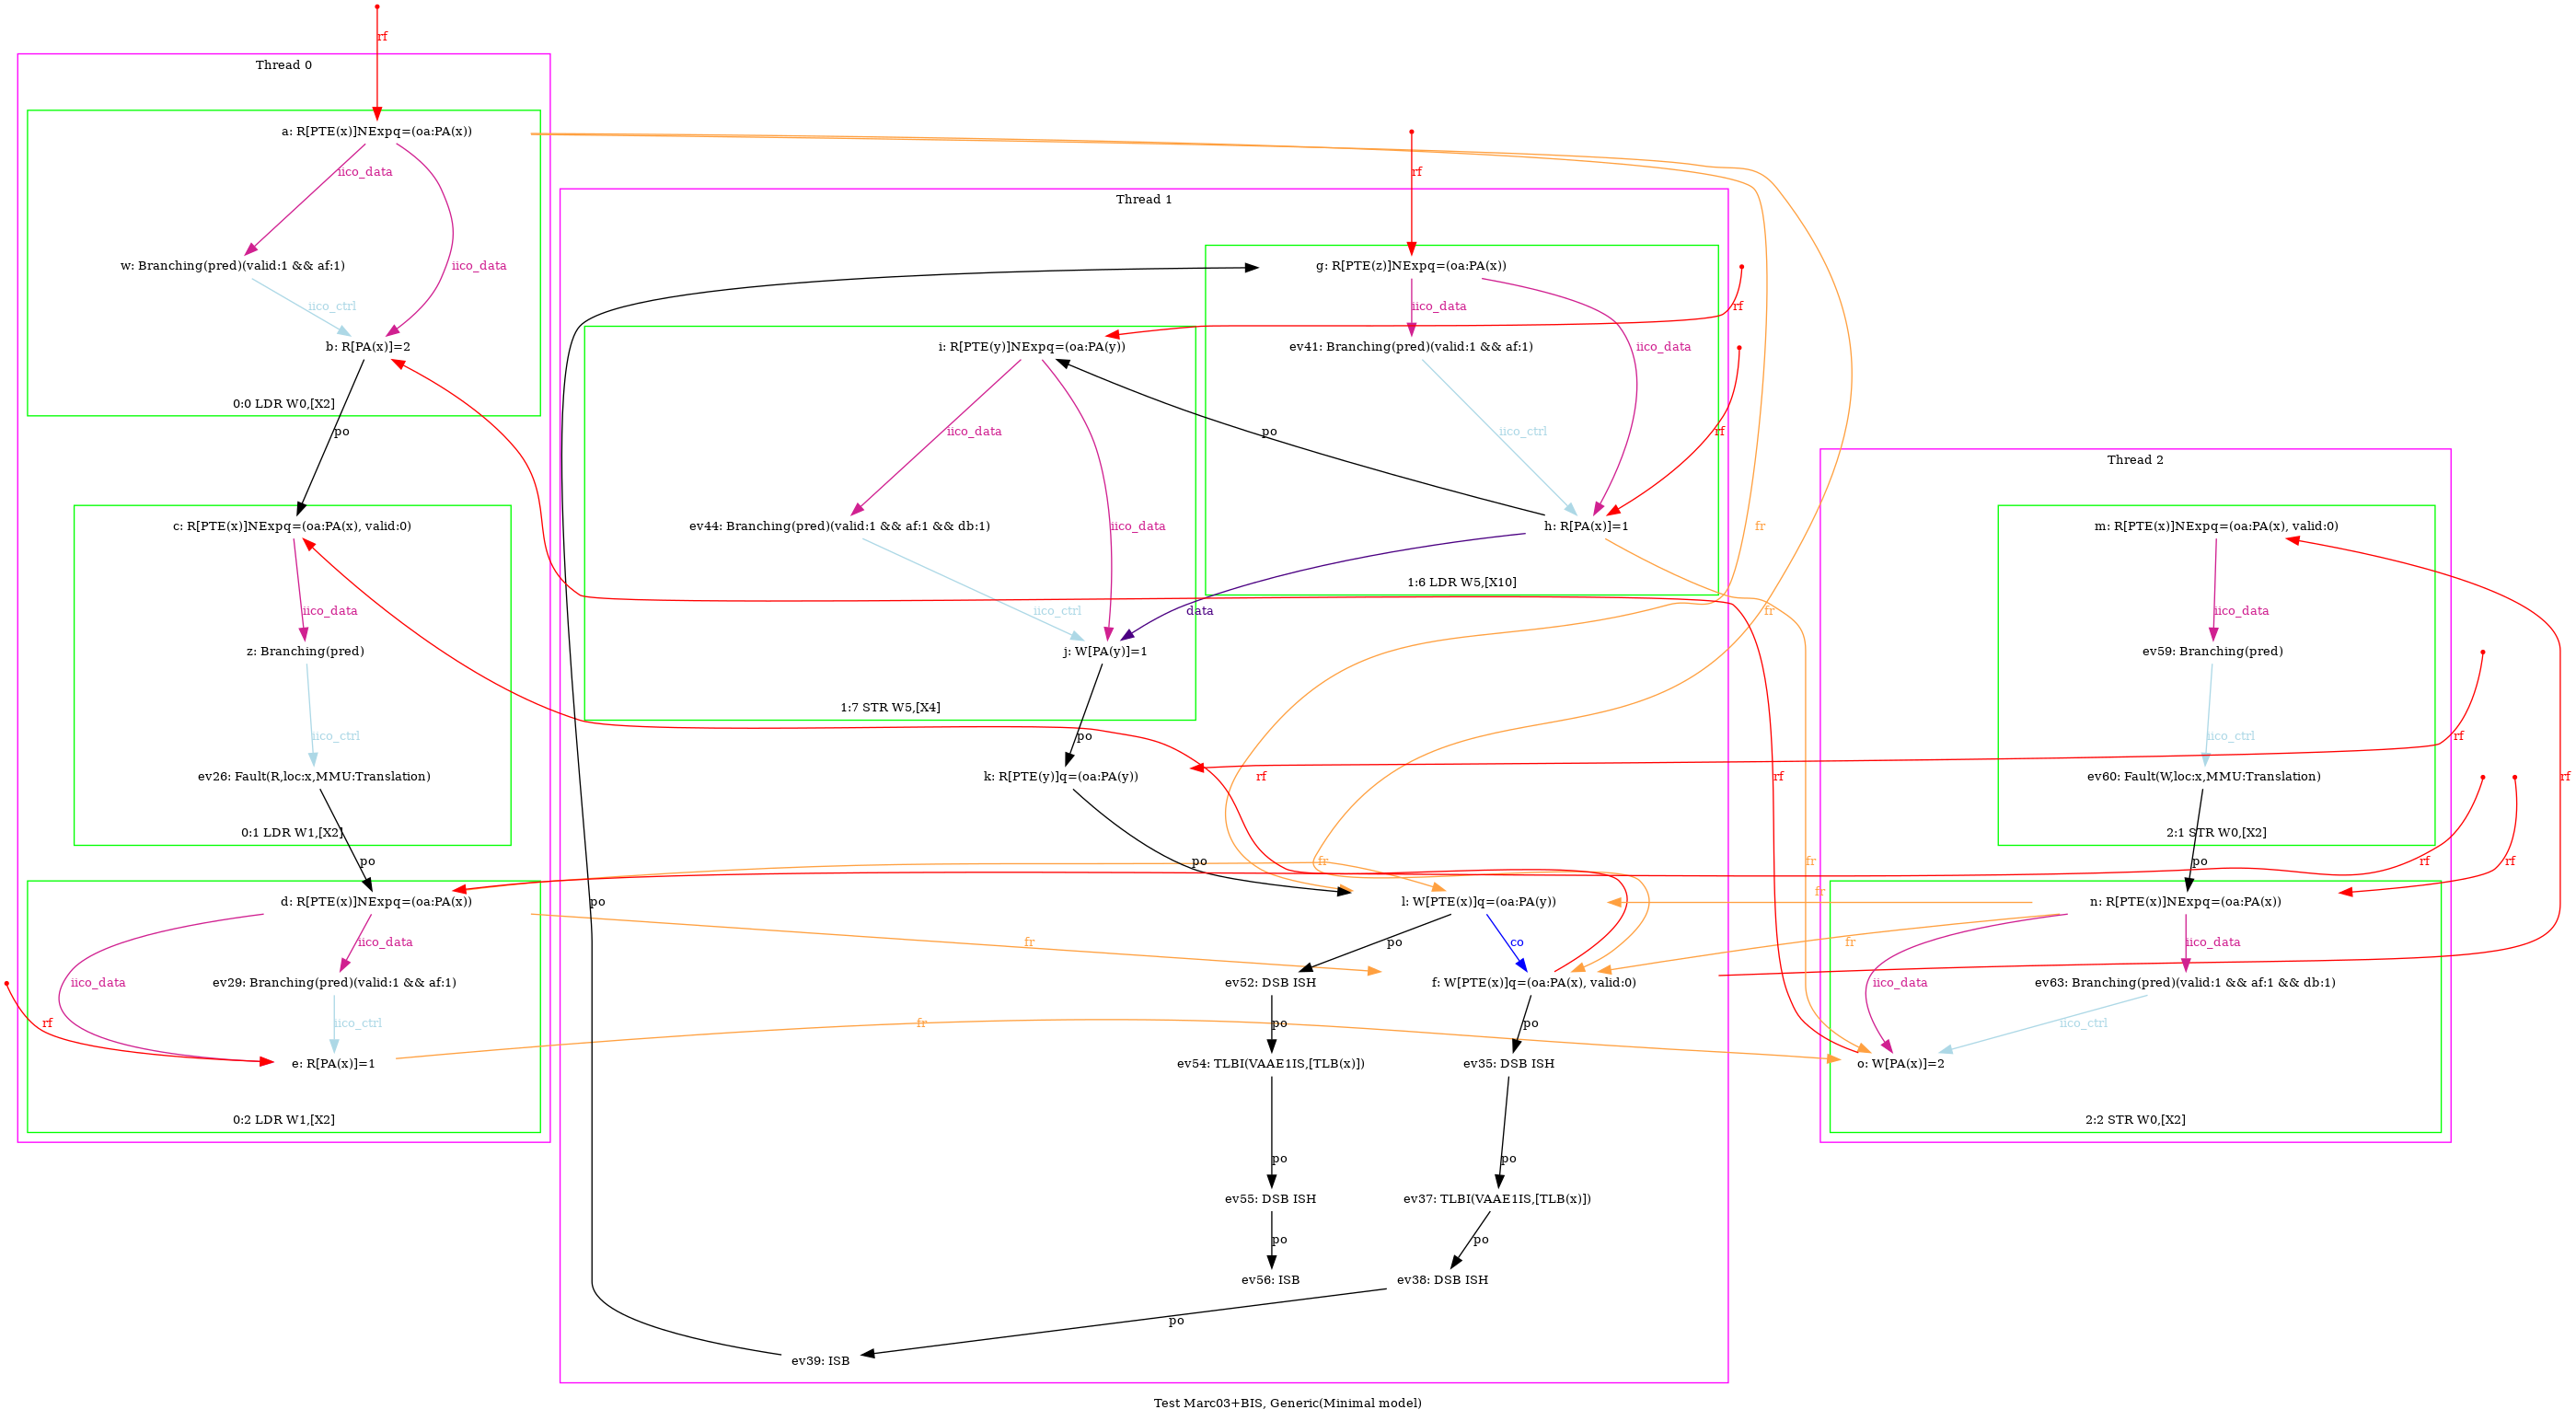 rf
Thread 0
a: R[PTE(x)]NExpq=(oa:PA(x))
iico_data
w: Branching(pred)(valid:1 && af:1)
iico_data
iico_ctrl
b: R[PA(x)]=2
0:0 LDR W0,[X2]
po
c: R[PTE(x)]NExpq=(oa:PA(x), valid:0)
iico_data
z: Branching(pred)
iico_ctrl
ev26: Fault(R,loc:x,MMU:Translation)
0:1 LDR W1,[X2]
po
d: R[PTE(x)]NExpq=(oa:PA(x))
iico_data
iico_data
ev29: Branching(pred)(valid:1 && af:1)
rf
iico_ctrl
e: R[PA(x)]=1
0:2 LDR W1,[X2]
rf
Thread 1
g: R[PTE(z)]NExpq=(oa:PA(x))
iico_data
rf
i: R[PTE(y)]NExpq=(oa:PA(y))
ev41: Branching(pred)(valid:1 && af:1)
iico_data
iico_data
po
iico_ctrl
rf
ev44: Branching(pred)(valid:1 && af:1 && db:1)
iico_data
h: R[PA(x)]=1
fr
1:6 LDR W5,[X10]
iico_ctrl
data
fr
j: W[PA(y)]=1
1:7 STR W5,[X4]
po
k: R[PTE(y)]q=(oa:PA(y))
rf
rf
po
fr
fr
po
l: W[PTE(x)]q=(oa:PA(y))
fr
po
co
fr
fr
ev52: DSB ISH
f: W[PTE(x)]q=(oa:PA(x), valid:0)
fr
po
po
ev54: TLBI(VAAE1IS,[TLB(x)])
ev35: DSB ISH
po
po
ev55: DSB ISH
ev37: TLBI(VAAE1IS,[TLB(x)])
po
po
ev56: ISB
ev38: DSB ISH
po
ev39: ISB
Thread 2
m: R[PTE(x)]NExpq=(oa:PA(x), valid:0)
iico_data
ev59: Branching(pred)
iico_ctrl
rf
ev60: Fault(W,loc:x,MMU:Translation)
rf
2:1 STR W0,[X2]
po
rf
rf
n: R[PTE(x)]NExpq=(oa:PA(x))
iico_data
iico_data
ev63: Branching(pred)(valid:1 && af:1 && db:1)
iico_ctrl
o: W[PA(x)]=2
2:2 STR W0,[X2]
Test Marc03+BIS, Generic(Minimal model)